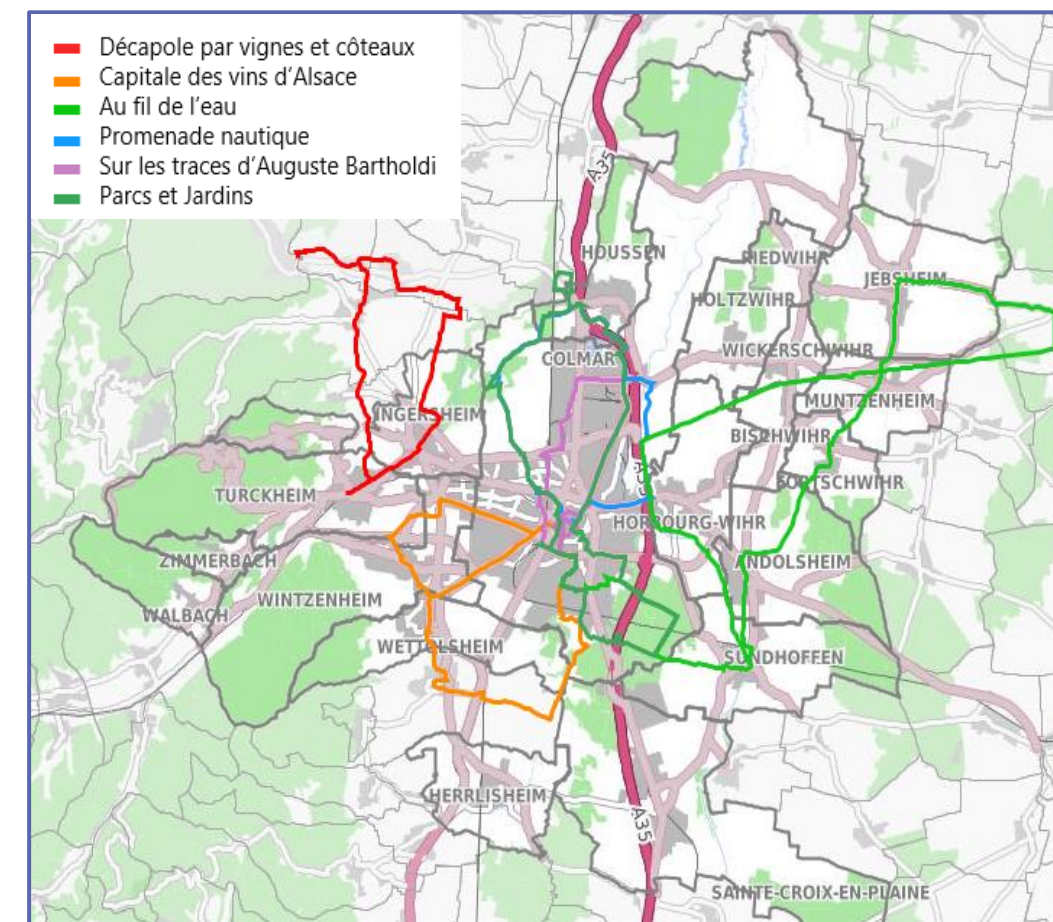 Décapole par vignes et côteaux
Capitale des vins d'Alsace
Au fil de l'eau
Promenade nautique
Sur les traces d'Auguste Bartholdi
Parcs et Jardins
A35
HOUSSEN
RIEDWIHR
JEBSHEIM
HOLTZWIHR
COLMAR
WICKERSCHWIHR
MUNTZENHEIM
INGERSHEIM
BISCHWIHR
FORTSCHWIHR
A35
TURCKHEIM
HORBOURG-WIHR
ZIMMERBACH
ANDOLSHEIM
WINTZENHEIM
WALBACH
WETTOLSHEIM
SUNDHOFFEN
HERRLISHEIM
A35
SAINTE-CROIX-EN-PLAINE